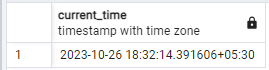 current_time
timestamp with time zone
1 2023-10-26 18:32:14.391606+05:30